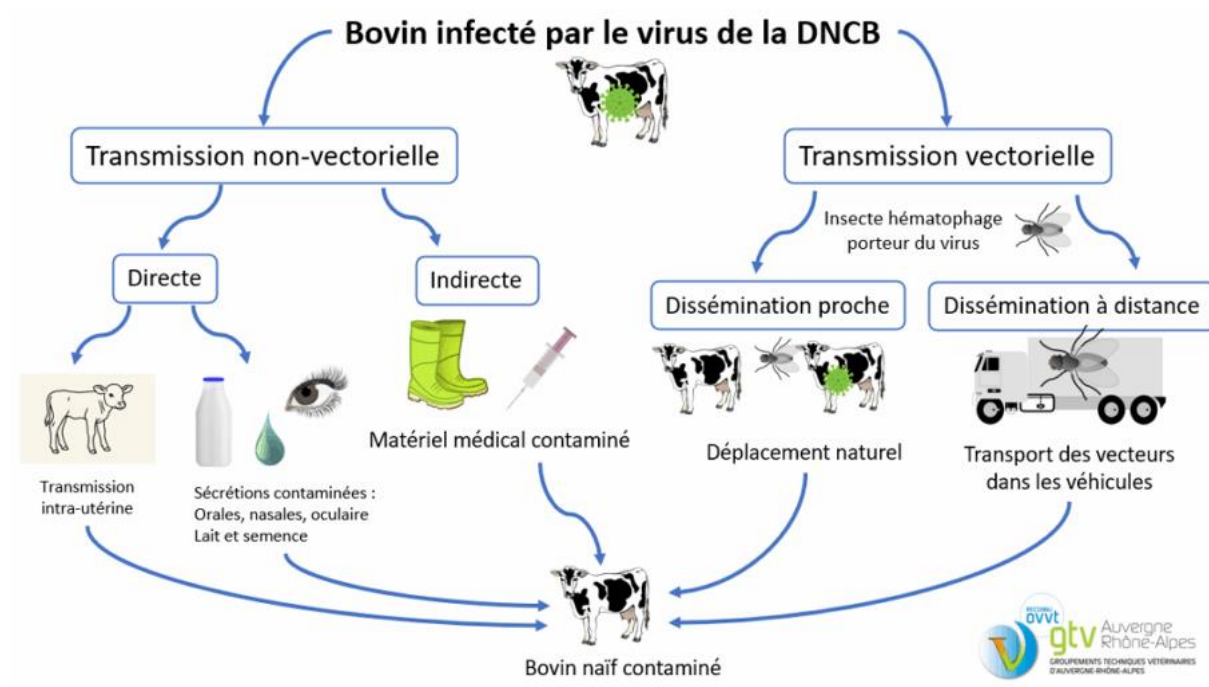 Bovin infecté par le virus de la DNCB
Transmission non-vectorielle
Transmission vectorielle
Insecte hématophage
porteur du virus
Directe
Indirecte
Dissémination proche
Dissémination à distance
Matériel médical contaminé
Déplacement naturel
Transport des vecteurs
dans les véhicules
Transmission
intra-utérine
Sécrétions contaminées :
Orales, nasales, oculaire
Lait et semence
Bovin naïf contaminé
RECONNU
ovvt
gtv Auvergne
Rhône-Alpes
GROUPEMENTS TECHNIQUES VÉTÉRINAIRES
D'AUVERGNE-RHÔNE-ALPES